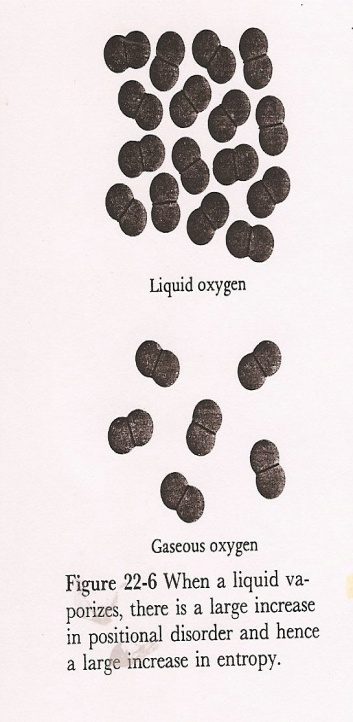 Liquid oxygen
Gaseous oxygen
Figure 22-6 When a liquid va-
porizes, there is a large increase
in positional disorder and hence
a large increase in entropy.